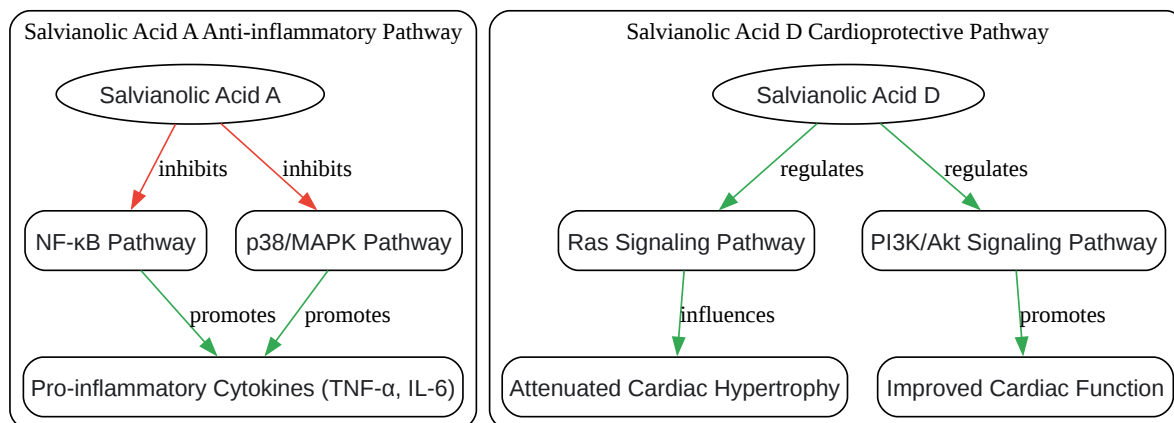 Salvianolic Acid A Anti-inflammatory Pathway
Salvianolic Acid A
inhibits
inhibits
NF-κB Pathway
p38/MAPK Pathway
promotes
promotes
Pro-inflammatory Cytokines (TNF-α, IL-6)
Salvianolic Acid D Cardioprotective Pathway
Salvianolic Acid D
regulates
regulates
Ras Signaling Pathway
PI3K/Akt Signaling Pathway
influences
promotes
Attenuated Cardiac Hypertrophy
Improved Cardiac Function